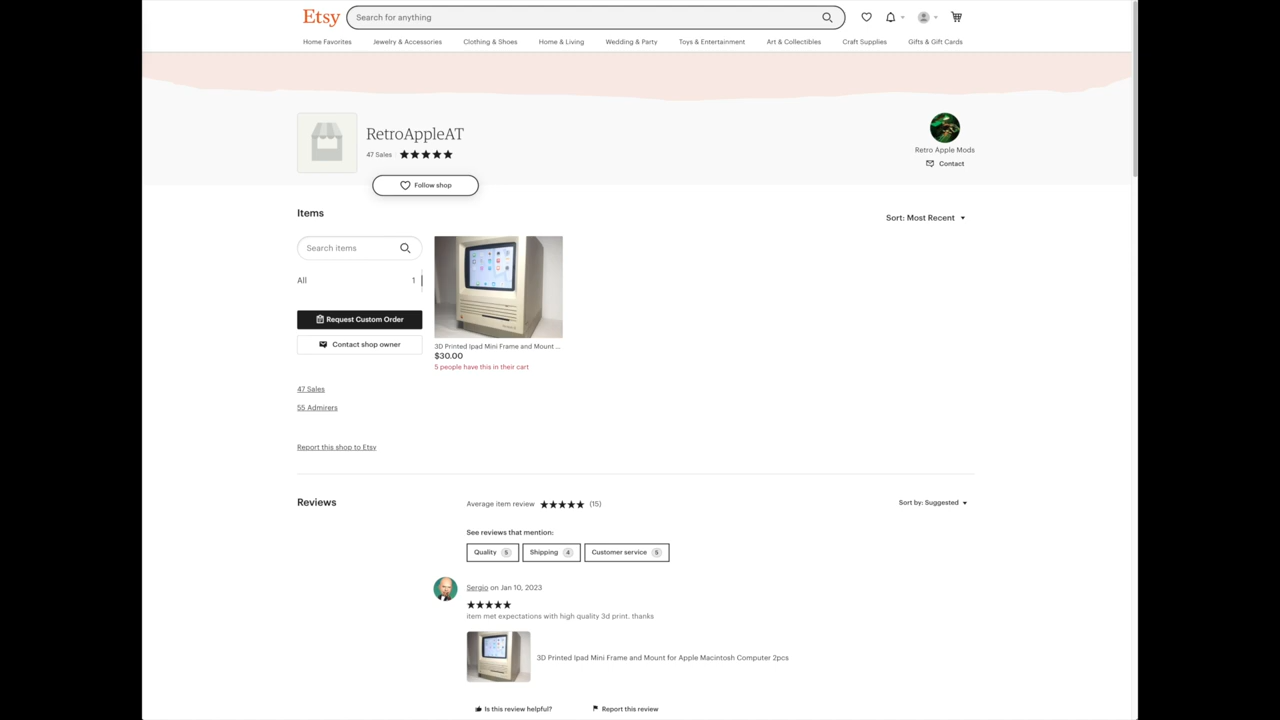 Etsy
Search for anything
Home Favorites Jewelry & Accessories Clothing & Shoes Home & Living Wedding & Party Toys & Entertainment Art & Collectibles Craft Supplies Gifts & Gift Cards
RetroAppleAT
47 Sales
Follow shop
Retro Apple Mods
Contact
Items
Sort: Most Recent
Search items
All 1
Request Custom Order
Contact shop owner
3D Printed Ipad Mini Frame and Mount ...
$30.00
5 people have this in their cart
47 Sales
55 Admirers
Report this shop to Etsy
Reviews
Average item review (15)
Sort by: Suggested
See reviews that mention:
Quality 5 Shipping 4 Customer service 5
Sergio on Jan 10, 2023
item met expectations with high quality 3d print. thanks
3D Printed Ipad Mini Frame and Mount for Apple Macintosh Computer 2pcs
Is this review helpful? Report this review